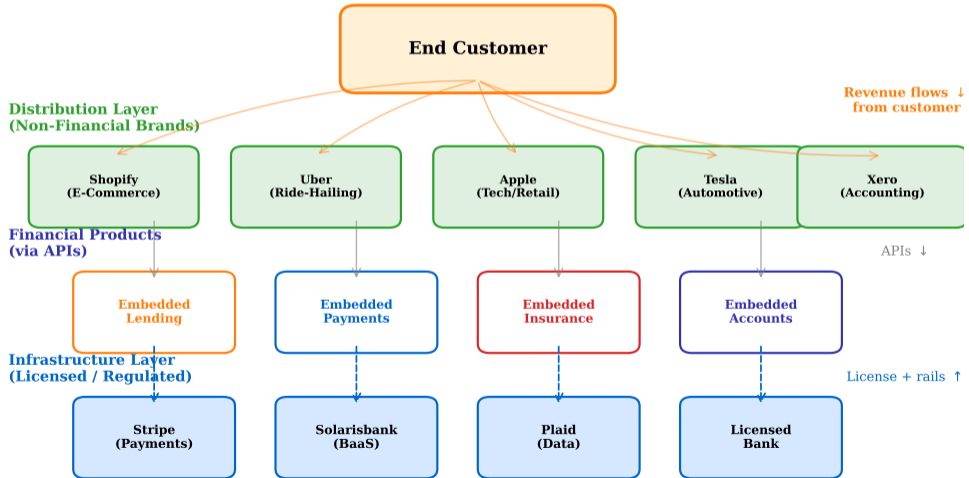 End Customer
Revenue flows ↓
from customer
Distribution Layer
(Non-Financial Brands)
Shopify
(E-Commerce)
Uber
(Ride-Hailing)
Apple
(Tech/Retail)
Tesla
(Automotive)
Xero
(Accounting)
Financial Products
(via APIs)
APIs ↓
Embedded
Lending
Embedded
Payments
Embedded
Insurance
Embedded
Accounts
Infrastructure Layer
(Licensed / Regulated)
License + rails ↑
Stripe
(Payments)
Solarisbank
(BaaS)
Plaid
(Data)
Licensed
Bank